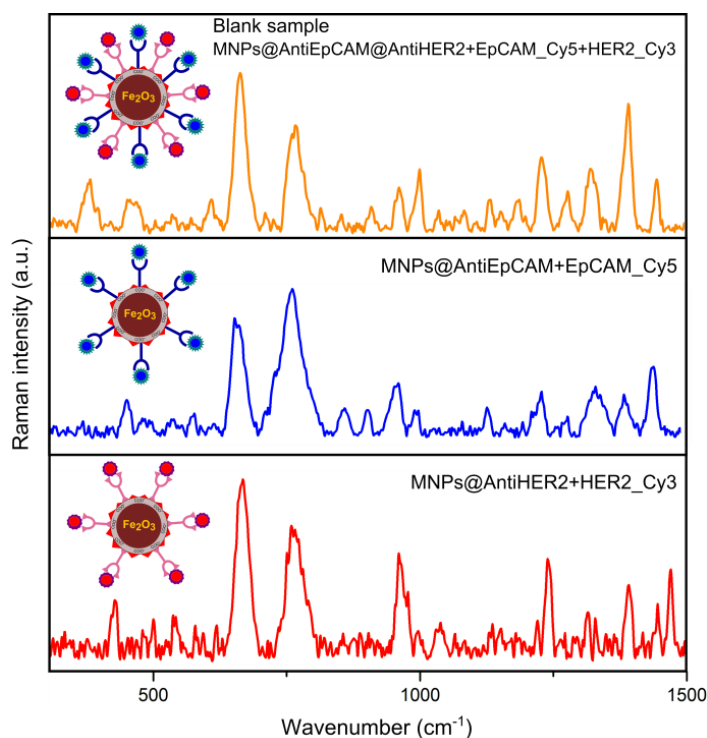 Blank sample
MNPs@AntiEpCAM@AntiHER2+EpCAM_Cy5+HER2_Cy3
Fe₂O₃
MNPs@AntiEpCAM+EpCAM_Cy5
Fe₂O₃
MNPs@AntiHER2+HER2_Cy3
Fe₂O₃
Raman intensity (a.u.)
500 1000 1500
Wavenumber (cm⁻¹)